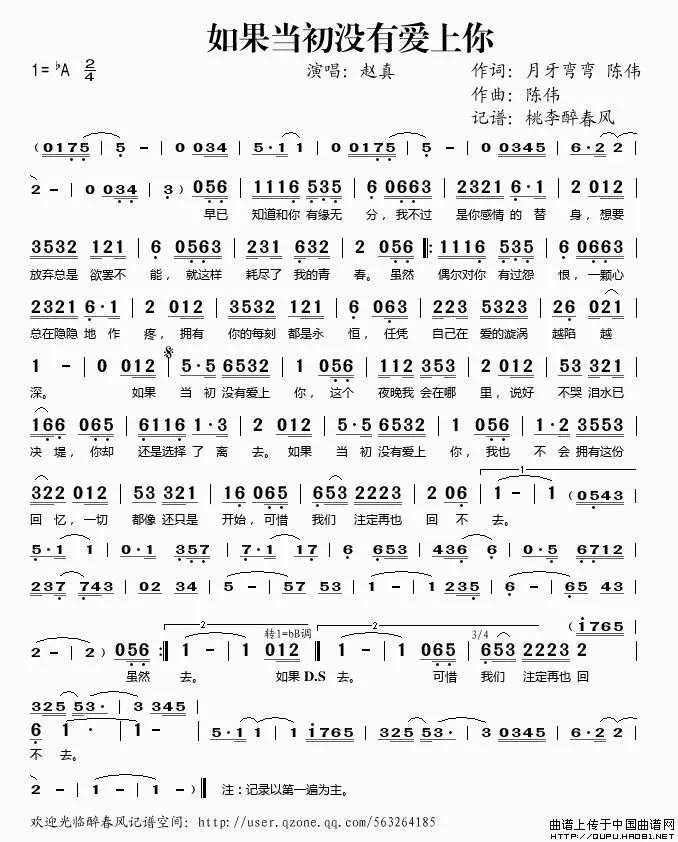 如果当初没有爱上你
1=♭A 2/4
演唱：赵真
作词：月牙弯弯 陈伟
作曲：陈伟
记谱：桃李醉春风
(0175 | 5 - | 0 034 | 5·1 1 | 0 0175 | 5 - | 0 0345 | 6·2 2 |
2 - | 0 034 | 3) 056 | 1116 535 | 6 0663 | 2321 6·1 | 2 012 |
早已 知道和你 有缘无 分，我不过 是你感情 的 替 身，想要
3532 121 | 6 0563 | 231 632 | 2 056 ‖: 1116 535 | 6 0663 |
放弃总是 欲罢不 能，就这样 耗尽了 我的青 春。虽然 偶尔对你 有过怨 恨，一颗心
2321 6·1 | 2 012 | 3532 121 | 6 063 | 223 5323 | 26 021 |
总在隐隐 地 作 疼，拥有 你的每刻 都是永 恒，任凭 自己在 爱的漩涡 越陷 越
1 - | 0 012 | 5·5 6532 | 1 056 | 112 353 | 2 012 | 53 321 |
深。 如果 当 初 没有爱上 你，这个 夜晚我 会在哪 里，说好 不哭 泪水已
166 065 | 6116 1·3 | 2 012 | 5·5 6532 | 1 056 | 1·2 3553 |
决 堤，你却 还是选择 了 离 去。如果 当 初 没有爱上 你，我也 不 会 拥有这份
322 012 | 53 321 | 16 065 | 653 2223 | 2 06 | 1 - | 1 (0543 |
1
回 忆，一切 都像 还只是 开始，可惜 我们 注定再也 回 不 去。
5·1 1 | 0·1 357 | 7·1 17 | 6 653 | 436 6 | 0·5 6712 |
237 743 | 02 34 | 5 - | 57 53 | 1 - | 1 235 | 6 - | 65 43 |
2 - | 2) 056 :‖ 1 - | 1 012 ‖ 1 - | 1 065 | 653 2223 2 |
2 转1=bB调 2 3/4 (i765
虽然 去。 如果 D.S 去。 可惜 我们 注定再也 回
325 53· | 3 345 |
6 1 · | 1 - | 5·1 1 | 1 i765 | 325 53· | 3 0345 | 6·2 2 |
不 去。
2 - | 1 - | 1 - )‖ 注：记录以第一遍为主。
欢迎光临醉春风记谱空间：http://user.qzone.qq.com/563264185
曲谱上传于中国曲谱网
HTTP://QUPU.HAO81.NET